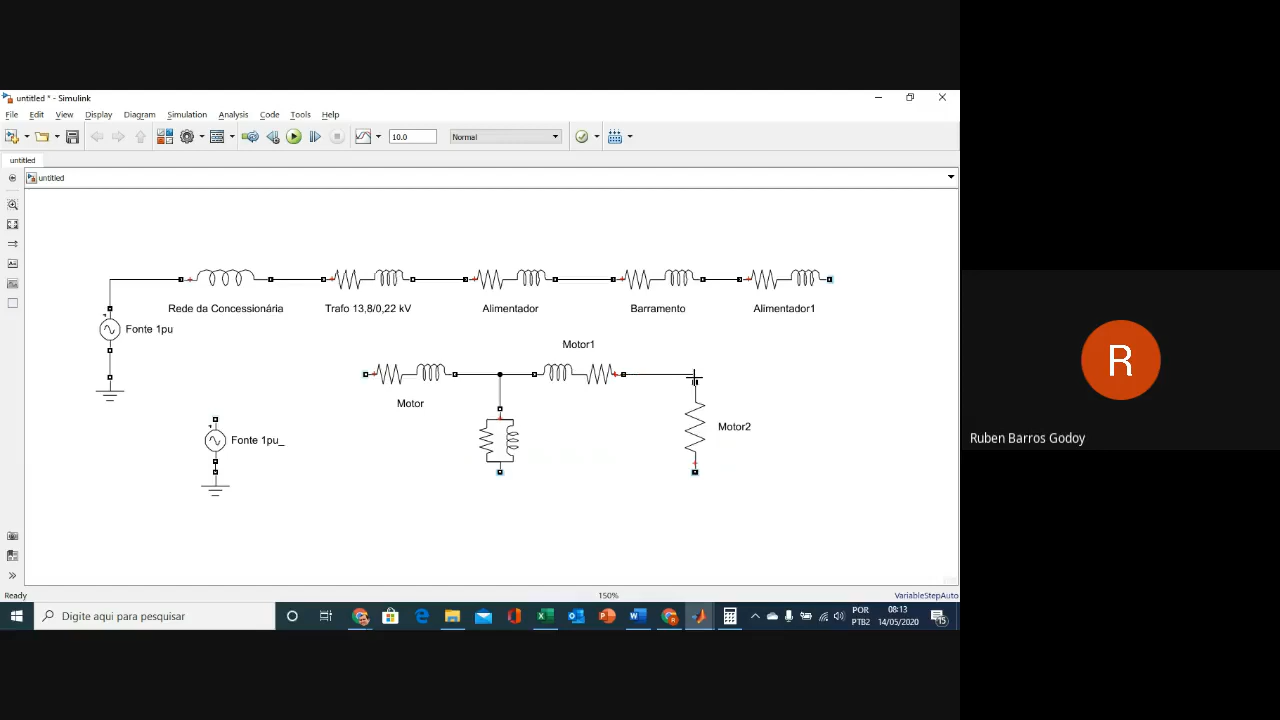 untitled * - Simulink
File Edit View Display Diagram Simulation Analysis Code Tools Help
10.0 Normal
untitled
untitled
Rede da Concessionária Trafo 13,8/0,22 kV Alimentador Barramento Alimentador1
Fonte 1pu
Motor1
Motor
Motor2
Fonte 1pu_
R
Ruben Barros Godoy
Ready 150% VariableStepAuto
Digite aqui para pesquisar
POR 08:13
PTB2 14/05/2020
15